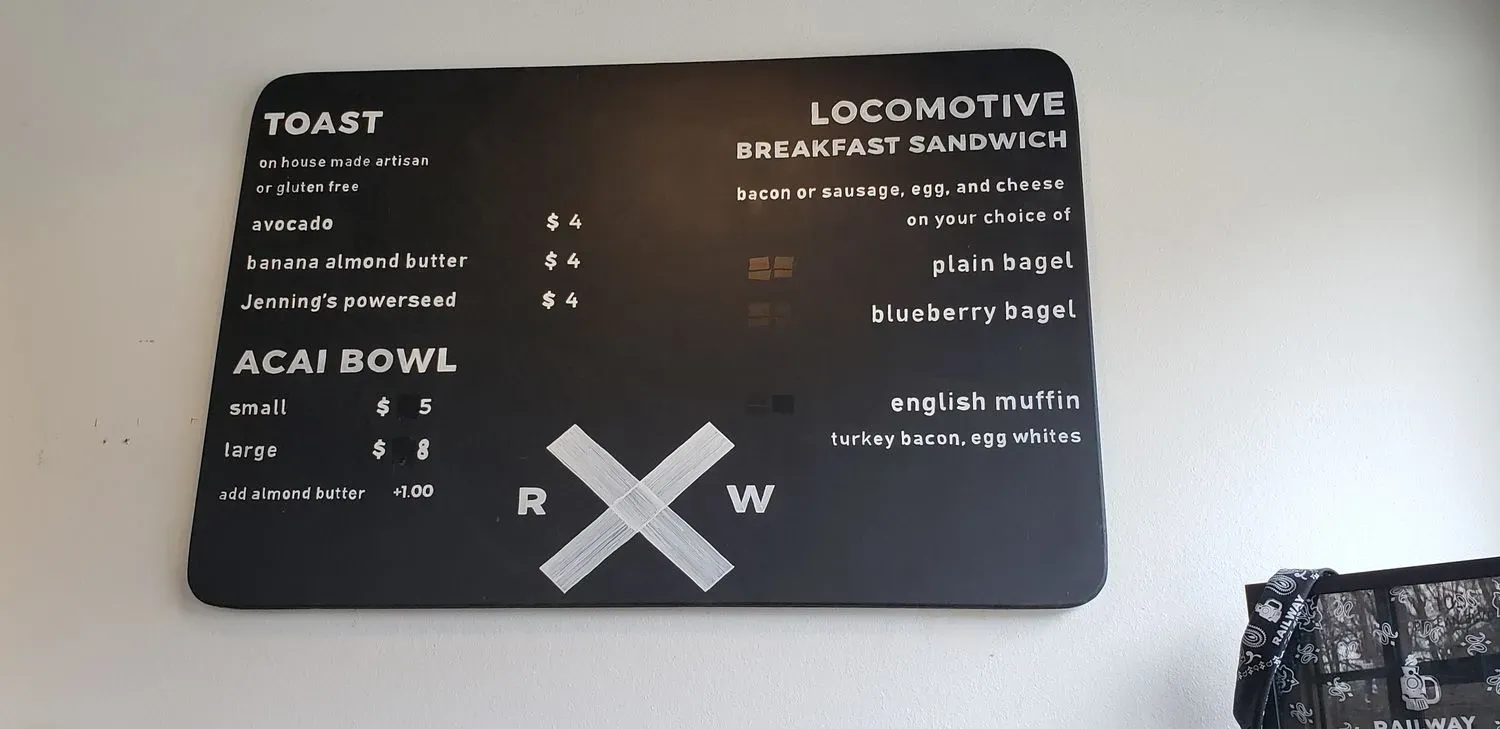 TOAST
on house made artisan
or gluten free
avocado $ 4
banana almond butter $ 4
Jenning's powerseed $ 4
ACAI BOWL
small $ 5
large $ 8
add almond butter +1.00
LOCOMOTIVE
BREAKFAST SANDWICH
bacon or sausage, egg, and cheese
on your choice of
plain bagel
blueberry bagel
english muffin
turkey bacon, egg whites
R W
RAILWAY
RAILWAY